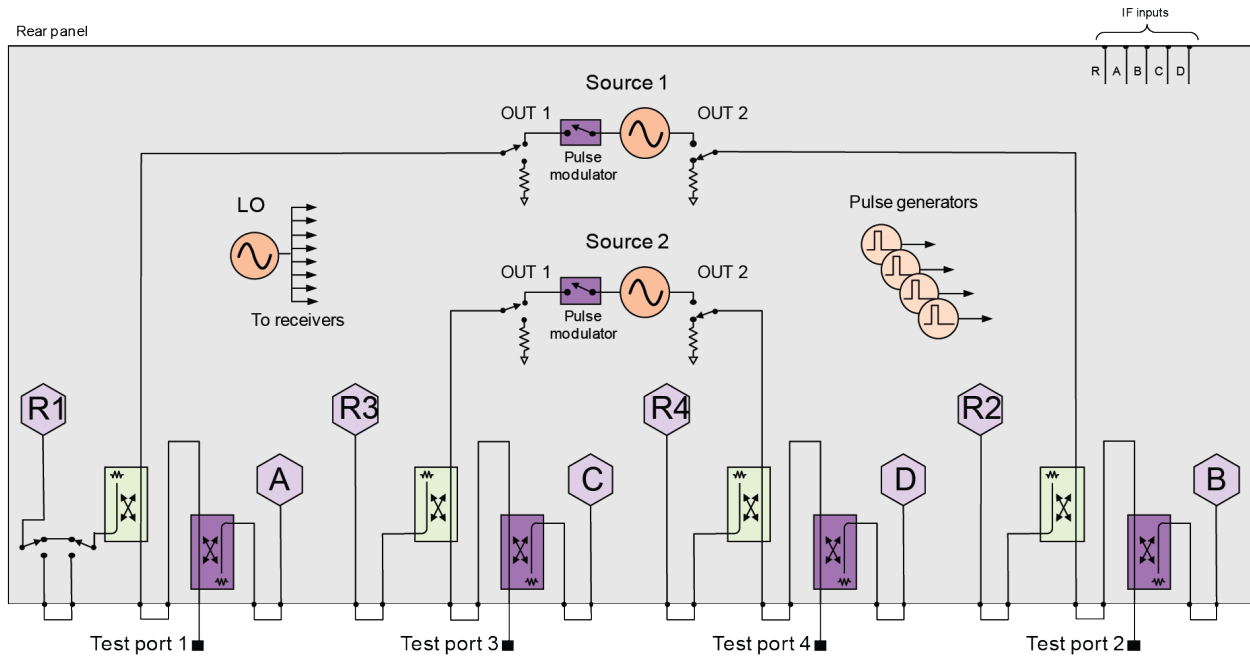 IF inputs
Rear panel
R A B C D
Source 1
OUT 1
OUT 2
Pulse
modulator
LO
To receivers
Pulse generators
Source 2
OUT 1
OUT 2
Pulse
modulator
R1
R3
R4
R2
A
C
D
B
Test port 1
Test port 3
Test port 4
Test port 2